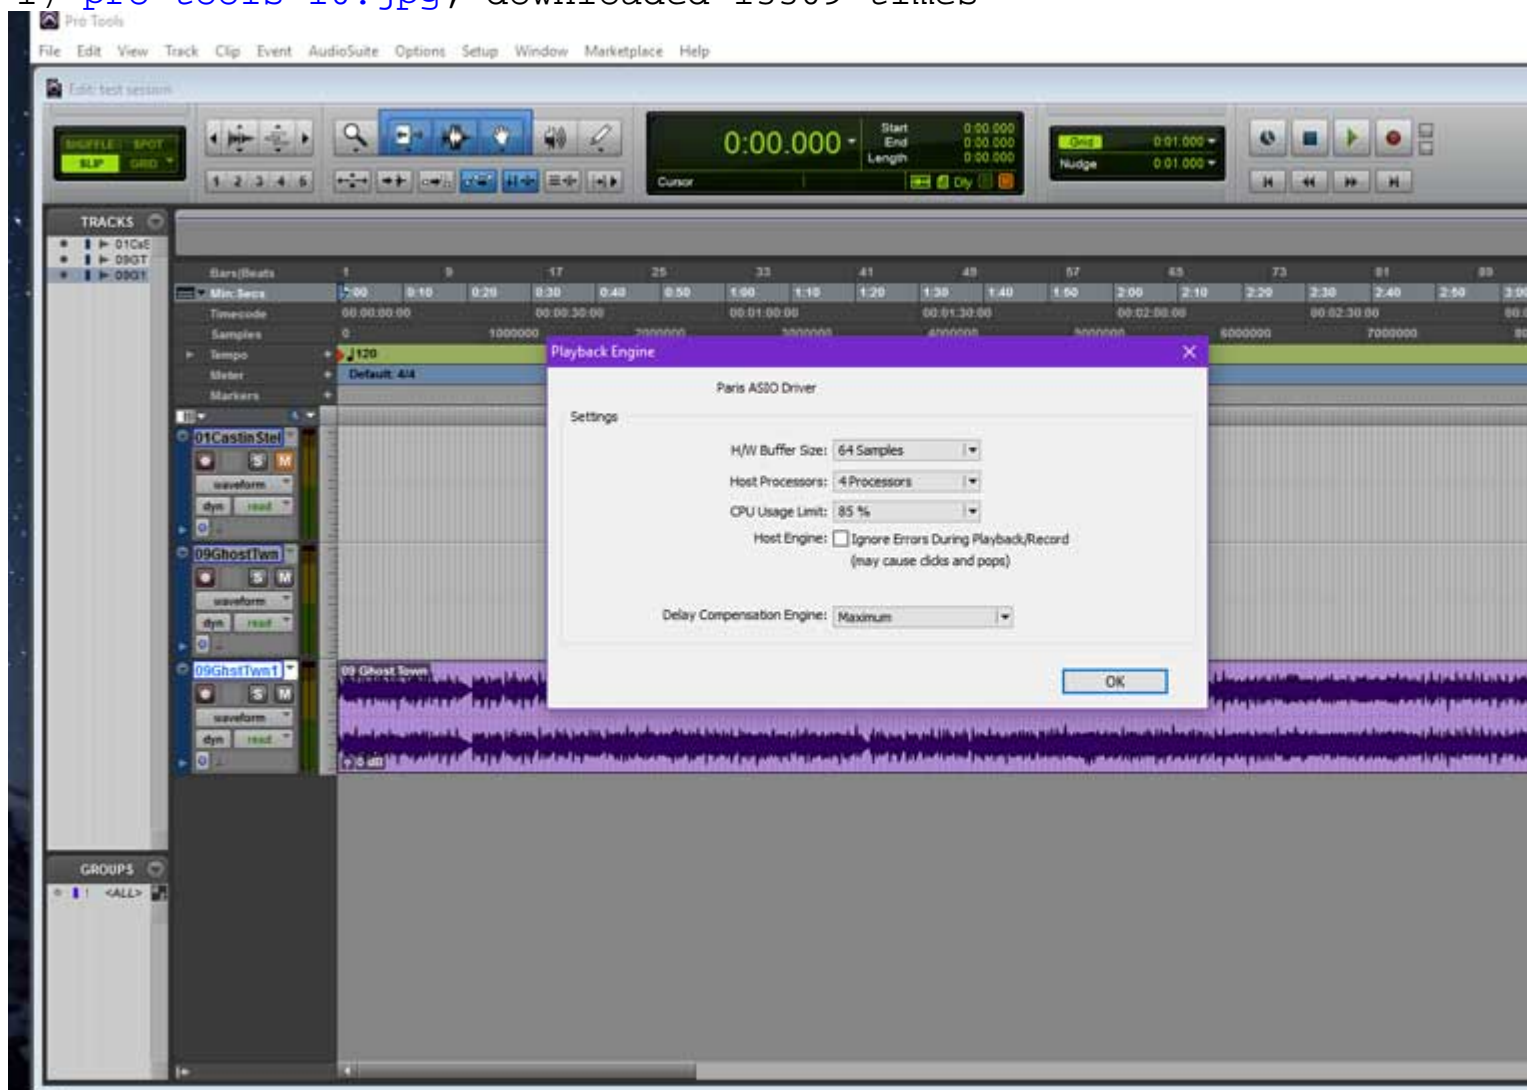 Pro Tools
File Edit View Track Clip Event AudioSuite Options Setup Window Marketplace Help
Edit: test session
SHUFFLE SPOT
SLIP GRID
1 2 3 4 5
0:00.000
Start 0:00.000
End 0:00.000
Length 0:00.000
Cursor
Dly
Grid 0:01.000
Nudge 0:01.000
TRACKS
01CsS
09GT
09G1
Bars|Beats 1 9 17 25 33 41 49 57 65 73 81 89
Min:Secs 0:00 0:10 0:20 0:30 0:40 0:50 1:00 1:10 1:20 1:30 1:40 1:50 2:00 2:10 2:20 2:30 2:40 2:50 3:00
Timecode 00:00:00:00 00:00:30:00 00:01:00:00 00:01:30:00 00:02:00:00 00:02:30:00
Samples 0 1000000 2000000 3000000 4000000 5000000 6000000 7000000
Tempo 120
Meter Default: 4/4
Markers
Playback Engine
Paris ASIO Driver
Settings
H/W Buffer Size: 64 Samples
Host Processors: 4 Processors
CPU Usage Limit: 85 %
Host Engine: Ignore Errors During Playback/Record
(may cause clicks and pops)
Delay Compensation Engine: Maximum
OK
01CastinStel
S M
waveform
dyn read
09GhostTwn
S M
waveform
dyn read
09GhstTwn1
S M
waveform
dyn read
09 Ghost Town
0 dB
GROUPS
! <ALL>